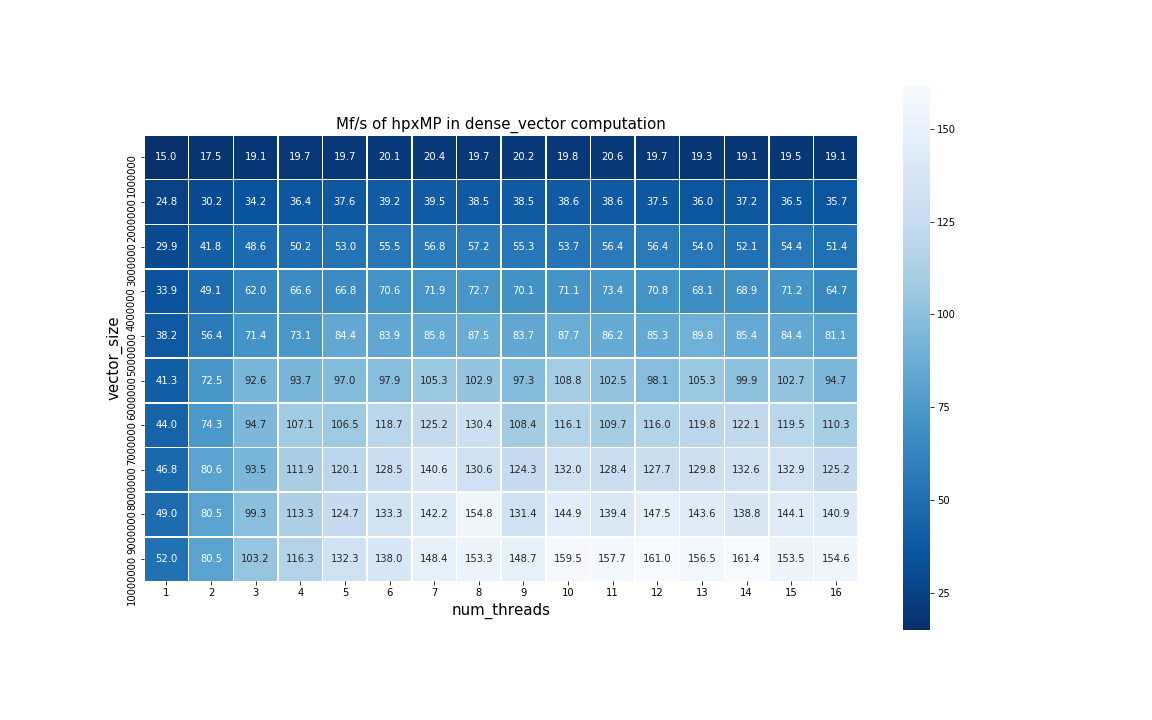 Mf/s of hpxMP in dense_vector computation
vector_size
1000000 15.0 17.5 19.1 19.7 19.7 20.1 20.4 19.7 20.2 19.8 20.6 19.7 19.3 19.1 19.5 19.1
2000000 24.8 30.2 34.2 36.4 37.6 39.2 39.5 38.5 38.5 38.6 38.6 37.5 36.0 37.2 36.5 35.7
3000000 29.9 41.8 48.6 50.2 53.0 55.5 56.8 57.2 55.3 53.7 56.4 56.4 54.0 52.1 54.4 51.4
4000000 33.9 49.1 62.0 66.6 66.8 70.6 71.9 72.7 70.1 71.1 73.4 70.8 68.1 68.9 71.2 64.7
5000000 38.2 56.4 71.4 73.1 84.4 83.9 85.8 87.5 83.7 87.7 86.2 85.3 89.8 85.4 84.4 81.1
6000000 41.3 72.5 92.6 93.7 97.0 97.9 105.3 102.9 97.3 108.8 102.5 98.1 105.3 99.9 102.7 94.7
7000000 44.0 74.3 94.7 107.1 106.5 118.7 125.2 130.4 108.4 116.1 109.7 116.0 119.8 122.1 119.5 110.3
8000000 46.8 80.6 93.5 111.9 120.1 128.5 140.6 130.6 124.3 132.0 128.4 127.7 129.8 132.6 132.9 125.2
9000000 49.0 80.5 99.3 113.3 124.7 133.3 142.2 154.8 131.4 144.9 139.4 147.5 143.6 138.8 144.1 140.9
10000000 52.0 80.5 103.2 116.3 132.3 138.0 148.4 153.3 148.7 159.5 157.7 161.0 156.5 161.4 153.5 154.6
1 2 3 4 5 6 7 8 9 10 11 12 13 14 15 16
num_threads
150
125
100
75
50
25